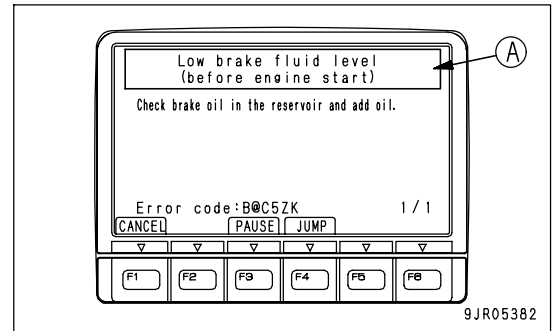 Low brake fluid level
(before engine start)
A
Check brake oil in the reservoir and add oil.
Error code:B@C5ZK 1/1
CANCEL PAUSE JUMP
F1 F2 F3 F4 F5 F6
9JR05382